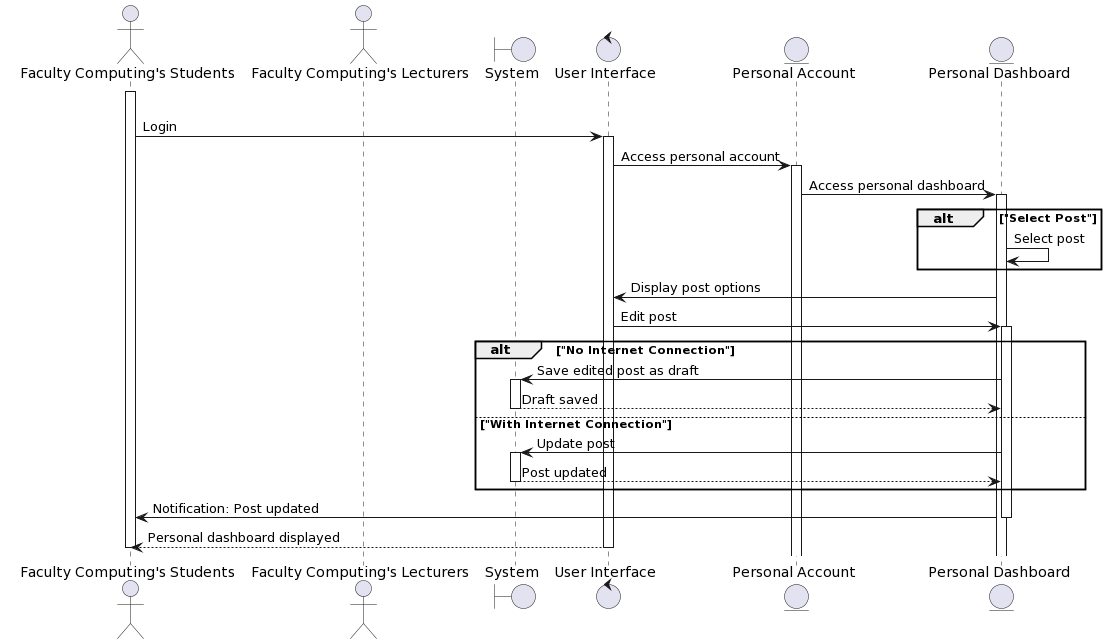 Faculty Computing's Students Faculty Computing's Lecturers System User Interface Personal Account Personal Dashboard
Login
Access personal account
Access personal dashboard
alt ["Select Post"]
Select post
Display post options
Edit post
alt ["No Internet Connection"]
Save edited post as draft
Draft saved
["With Internet Connection"]
Update post
Post updated
Notification: Post updated
Personal dashboard displayed
Faculty Computing's Students Faculty Computing's Lecturers System User Interface Personal Account Personal Dashboard